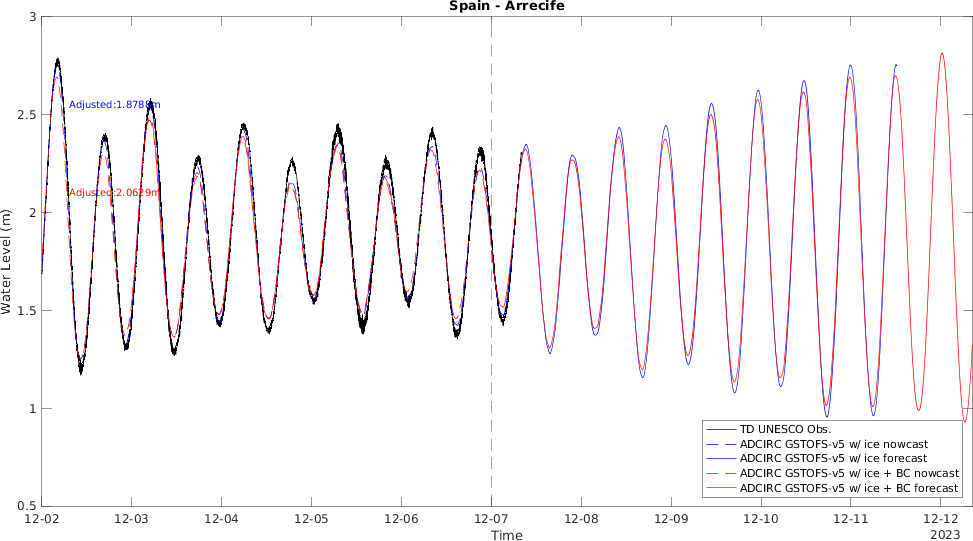 Spain - Arrecife
3
2.5
2
1.5
1
0.5
Water Level (m)
Adjusted:1.8788m
Adjusted:2.0629m
12-02
12-03
12-04
12-05
12-06
12-07
12-08
12-09
12-10
12-11
12-12
2023
Time
TD UNESCO Obs.
ADCIRC GSTOFS-v5 w/ ice nowcast
ADCIRC GSTOFS-v5 w/ ice forecast
ADCIRC GSTOFS-v5 w/ ice + BC nowcast
ADCIRC GSTOFS-v5 w/ ice + BC forecast